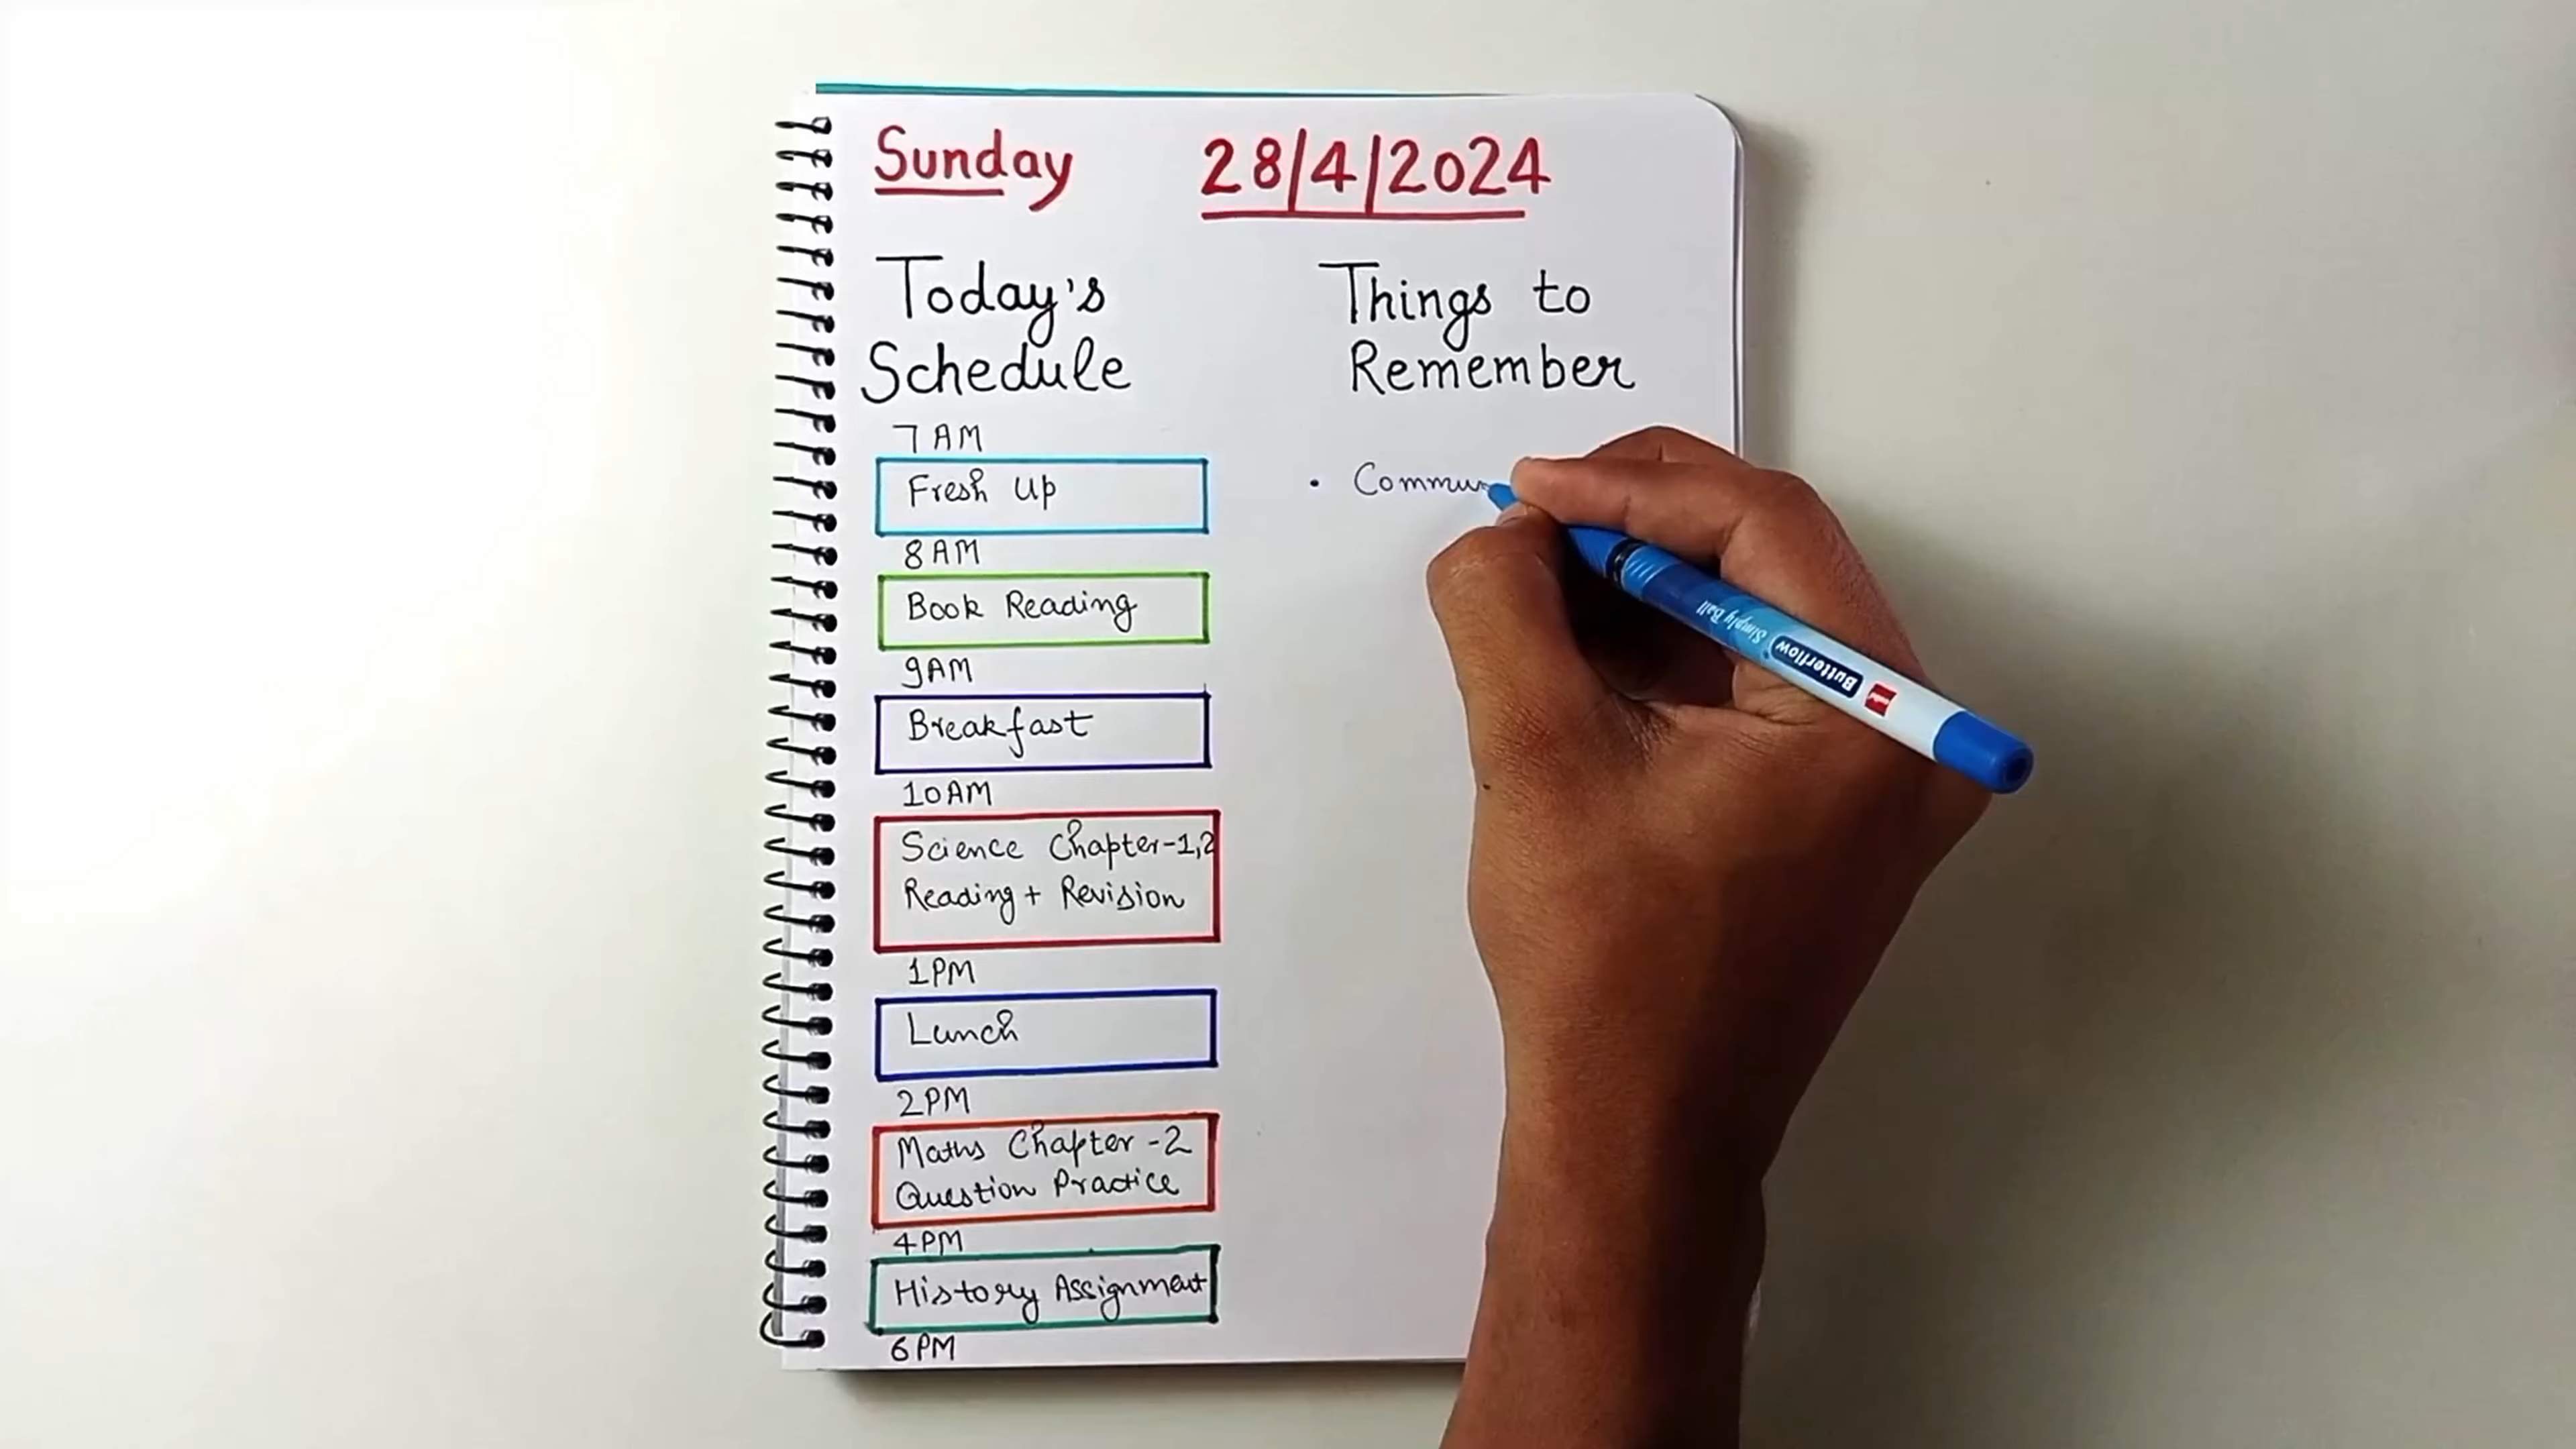 Sunday 28/4/2024
Today's
Schedule
7 AM
Fresh Up
8 AM
Book Reading
9AM
Breakfast
10AM
Science Chapter-1,2
Reading + Revision
1PM
Lunch
2PM
Maths Chapter -2
Question Practice
4PM
History Assignment
6PM
Things to
Remember
• Commu
Butterflow
Simply Ball